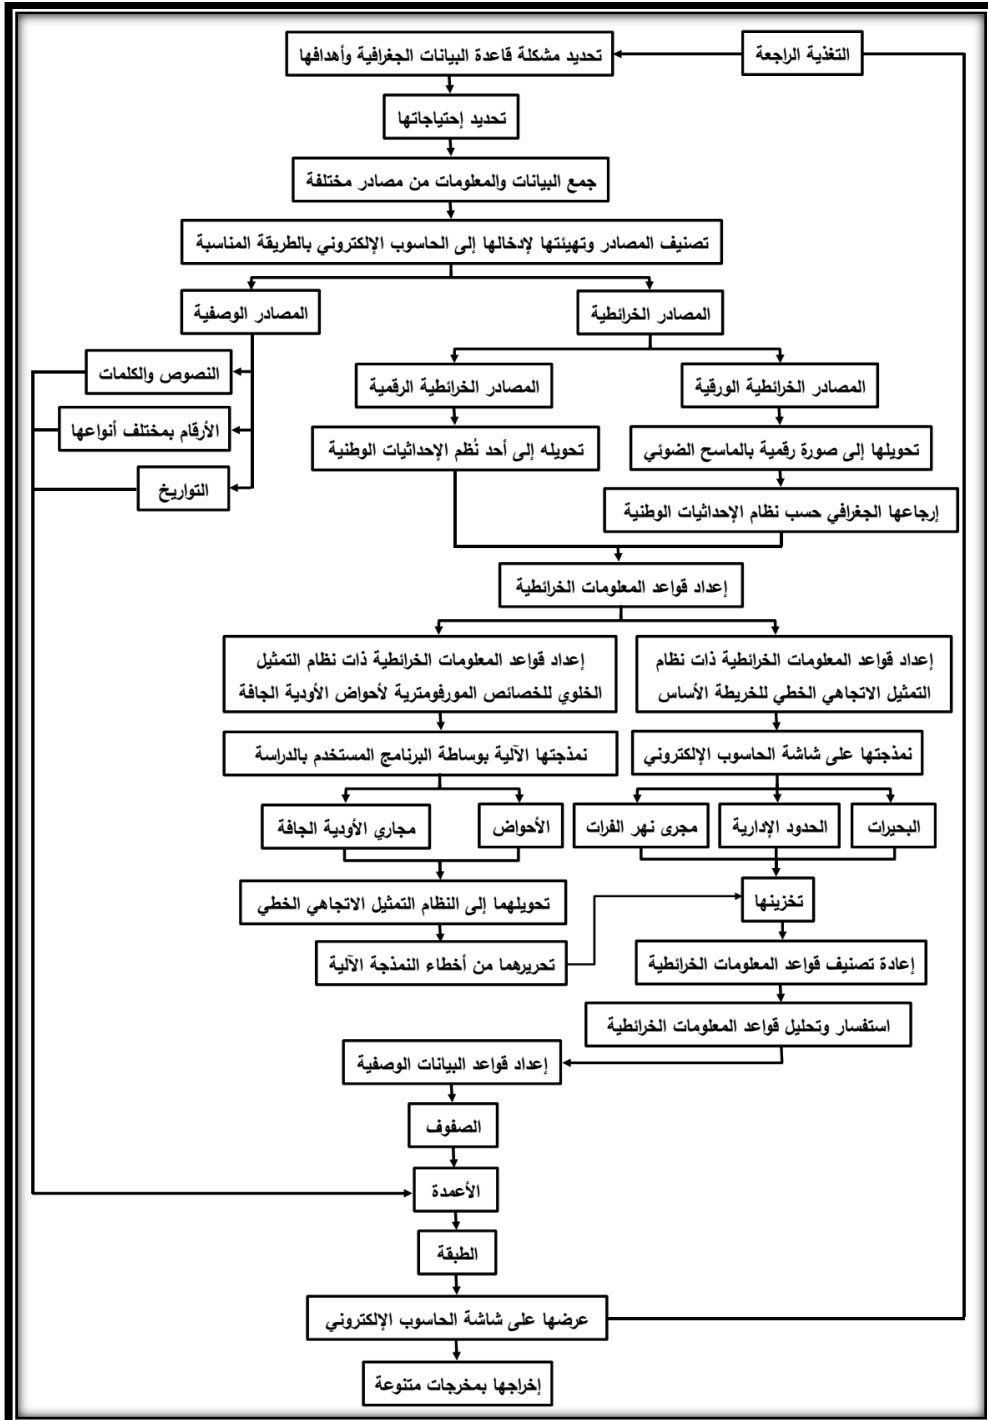 التغذية الراجعة
تحديد مشكلة قاعدة البيانات الجغرافية وأهدافها
تحديد إحتياجاتها
جمع البيانات والمعلومات من مصادر مختلفة
تصنيف المصادر وتهيئتها لإدخالها إلى الحاسوب الإلكتروني بالطريقة المناسبة
المصادر الخرائطية
المصادر الوصفية
النصوص والكلمات
الأرقام بمختلف أنواعها
التواريخ
المصادر الخرائطية الورقية
المصادر الخرائطية الرقمية
تحويلها إلى صورة رقمية بالماسح الضوئي
تحويله إلى أحد نُظم الإحداثيات الوطنية
إرجاعها الجغرافي حسب نظام الإحداثيات الوطنية
إعداد قواعد المعلومات الخرائطية
إعداد قواعد المعلومات الخرائطية ذات نظام
التمثيل الاتجاهي الخطي للخريطة الأساس
إعداد قواعد المعلومات الخرائطية ذات نظام التمثيل
الخلوي للخصائص المورفومترية لأحواض الأودية الجافة
نمذجتها على شاشة الحاسوب الإلكتروني
نمذجتها الآلية بوساطة البرنامج المستخدم بالدراسة
البحيرات
الحدود الإدارية
مجرى نهر الفرات
الأحواض
مجاري الأودية الجافة
تخزينها
تحويلهما إلى النظام التمثيل الاتجاهي الخطي
تحريرهما من أخطاء النمذجة الآلية
إعادة تصنيف قواعد المعلومات الخرائطية
استفسار وتحليل قواعد المعلومات الخرائطية
إعداد قواعد البيانات الوصفية
الصفوف
الأعمدة
الطبقة
عرضها على شاشة الحاسوب الإلكتروني
إخراجها بمخرجات متنوعة